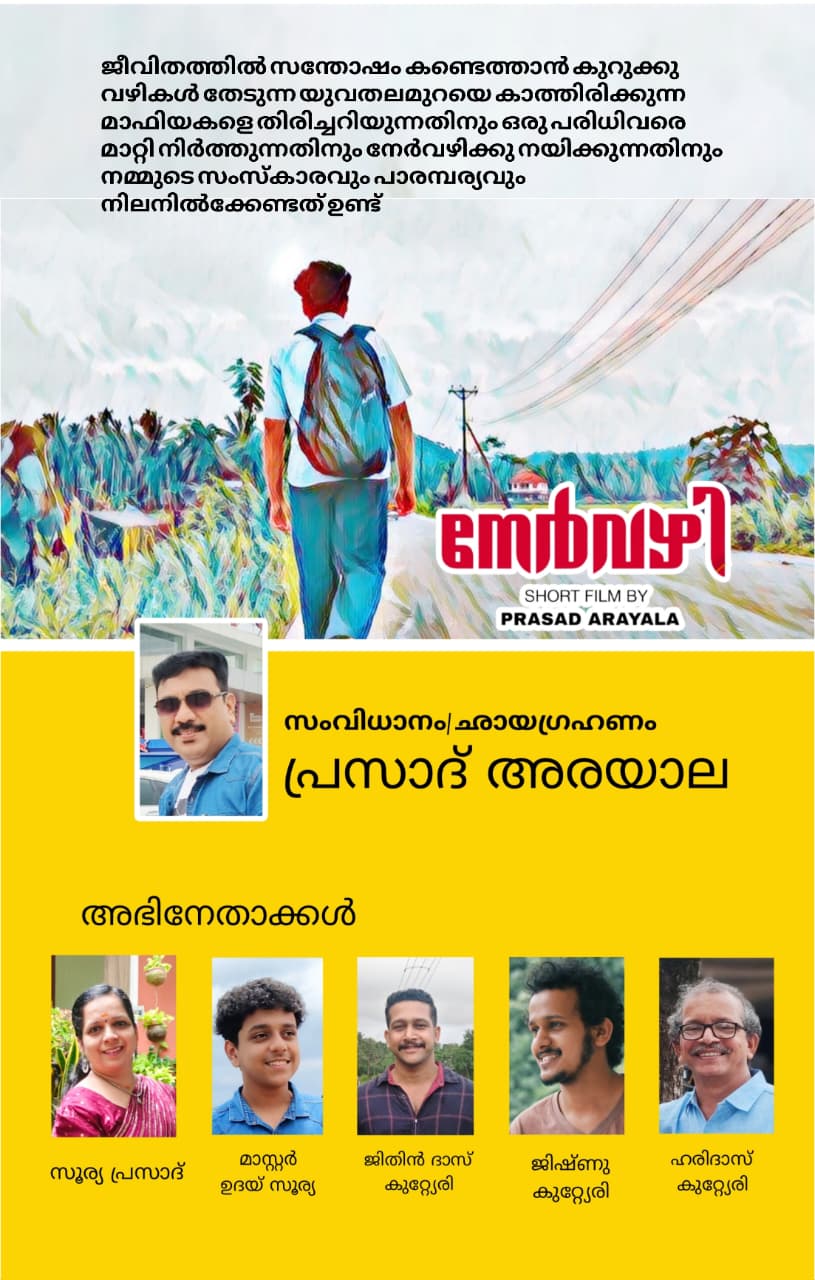 ജീവിതത്തിൽ സന്തോഷം കണ്ടെത്താൻ കുറുക്കു
വഴികൾ തേടുന്ന യുവതലമുറയെ കാത്തിരിക്കുന്ന
മാഫിയകളെ തിരിച്ചറിയുന്നതിനും ഒരു പരിധിവരെ
മാറ്റി നിർത്തുന്നതിനും നേർവഴിക്കു നയിക്കുന്നതിനും
നമ്മുടെ സംസ്കാരവും പാരമ്പര്യവും
നിലനിൽക്കേണ്ടത് ഉണ്ട്
നേർവഴി
SHORT FILM BY
PRASAD ARAYALA
സംവിധാനം/ഛായഗ്രഹണം
പ്രസാദ് അരയാല
അഭിനേതാക്കൾ
സൂര്യ പ്രസാദ്
മാസ്റ്റർ
ഉദയ് സൂര്യ
ജിതിൻ ദാസ്
കുറ്റ്യേരി
ജിഷ്ണു
കുറ്റ്യേരി
ഹരിദാസ്
കുറ്റ്യേരി